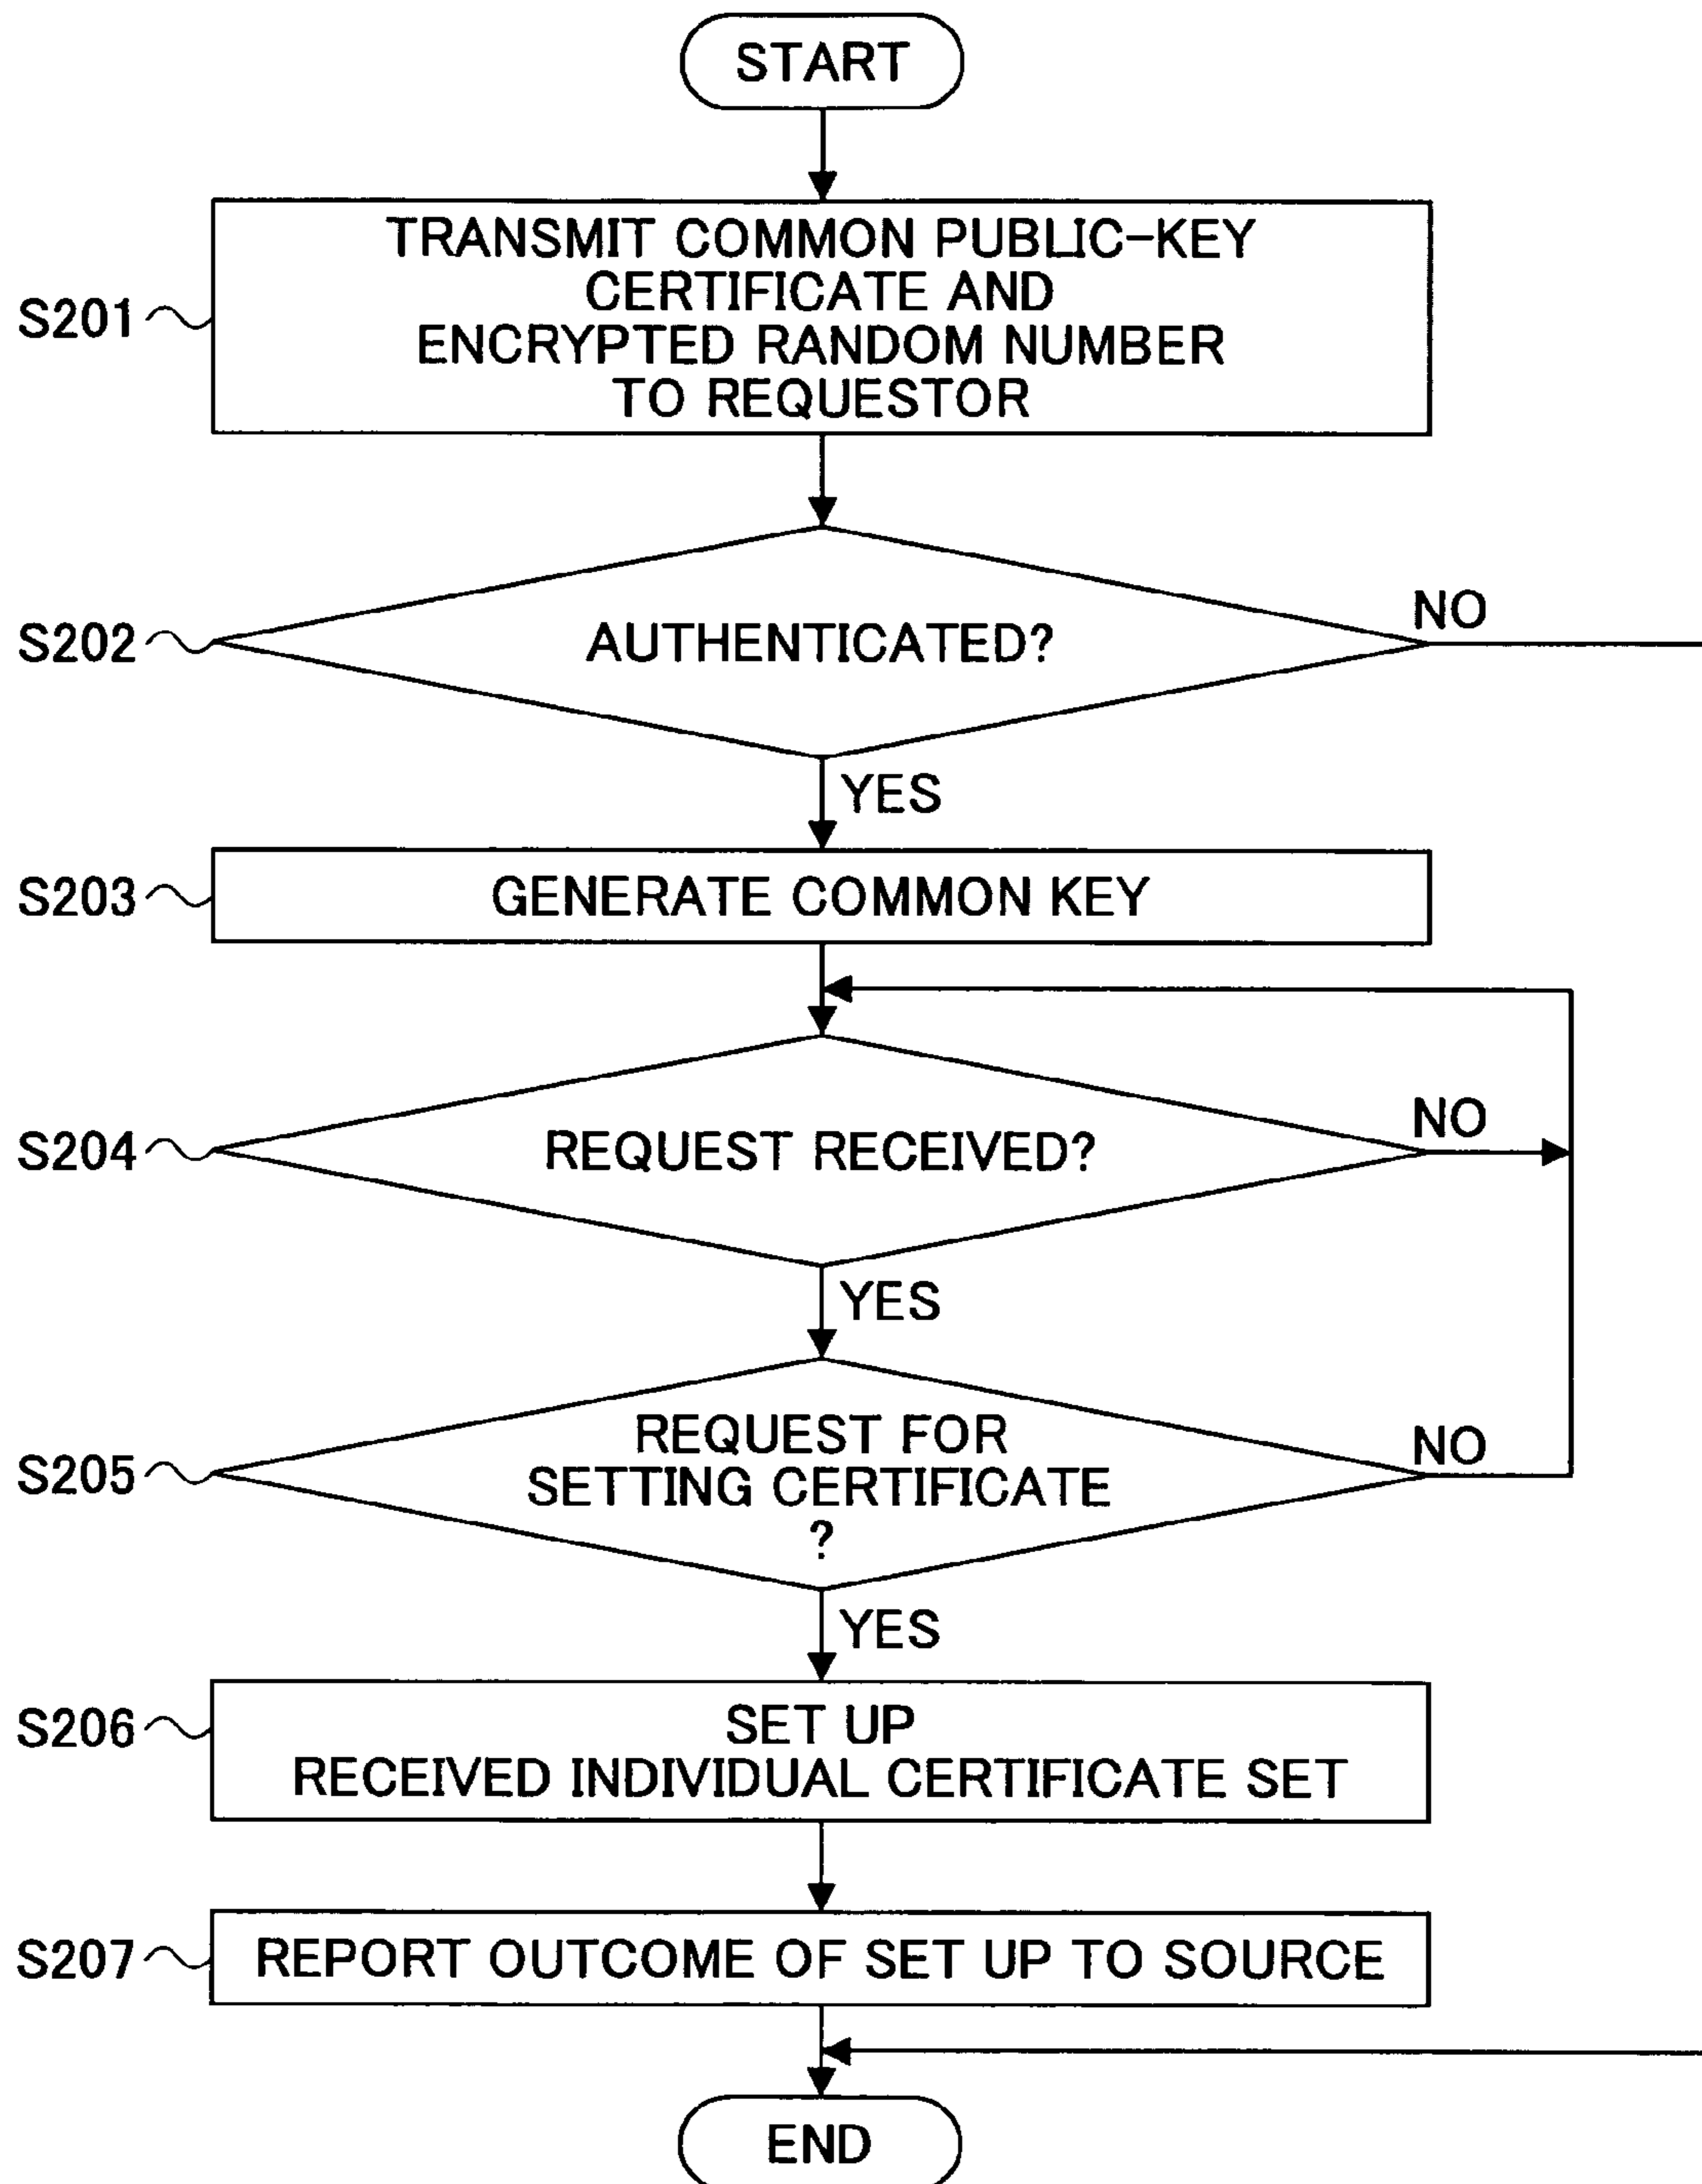 START
S201
TRANSMIT COMMON PUBLIC-KEY
CERTIFICATE AND
ENCRYPTED RANDOM NUMBER
TO REQUESTOR
S202
AUTHENTICATED?
NO
YES
S203
GENERATE COMMON KEY
S204
REQUEST RECEIVED?
NO
YES
S205
REQUEST FOR
SETTING CERTIFICATE
?
NO
YES
S206
SET UP
RECEIVED INDIVIDUAL CERTIFICATE SET
S207
REPORT OUTCOME OF SET UP TO SOURCE
END